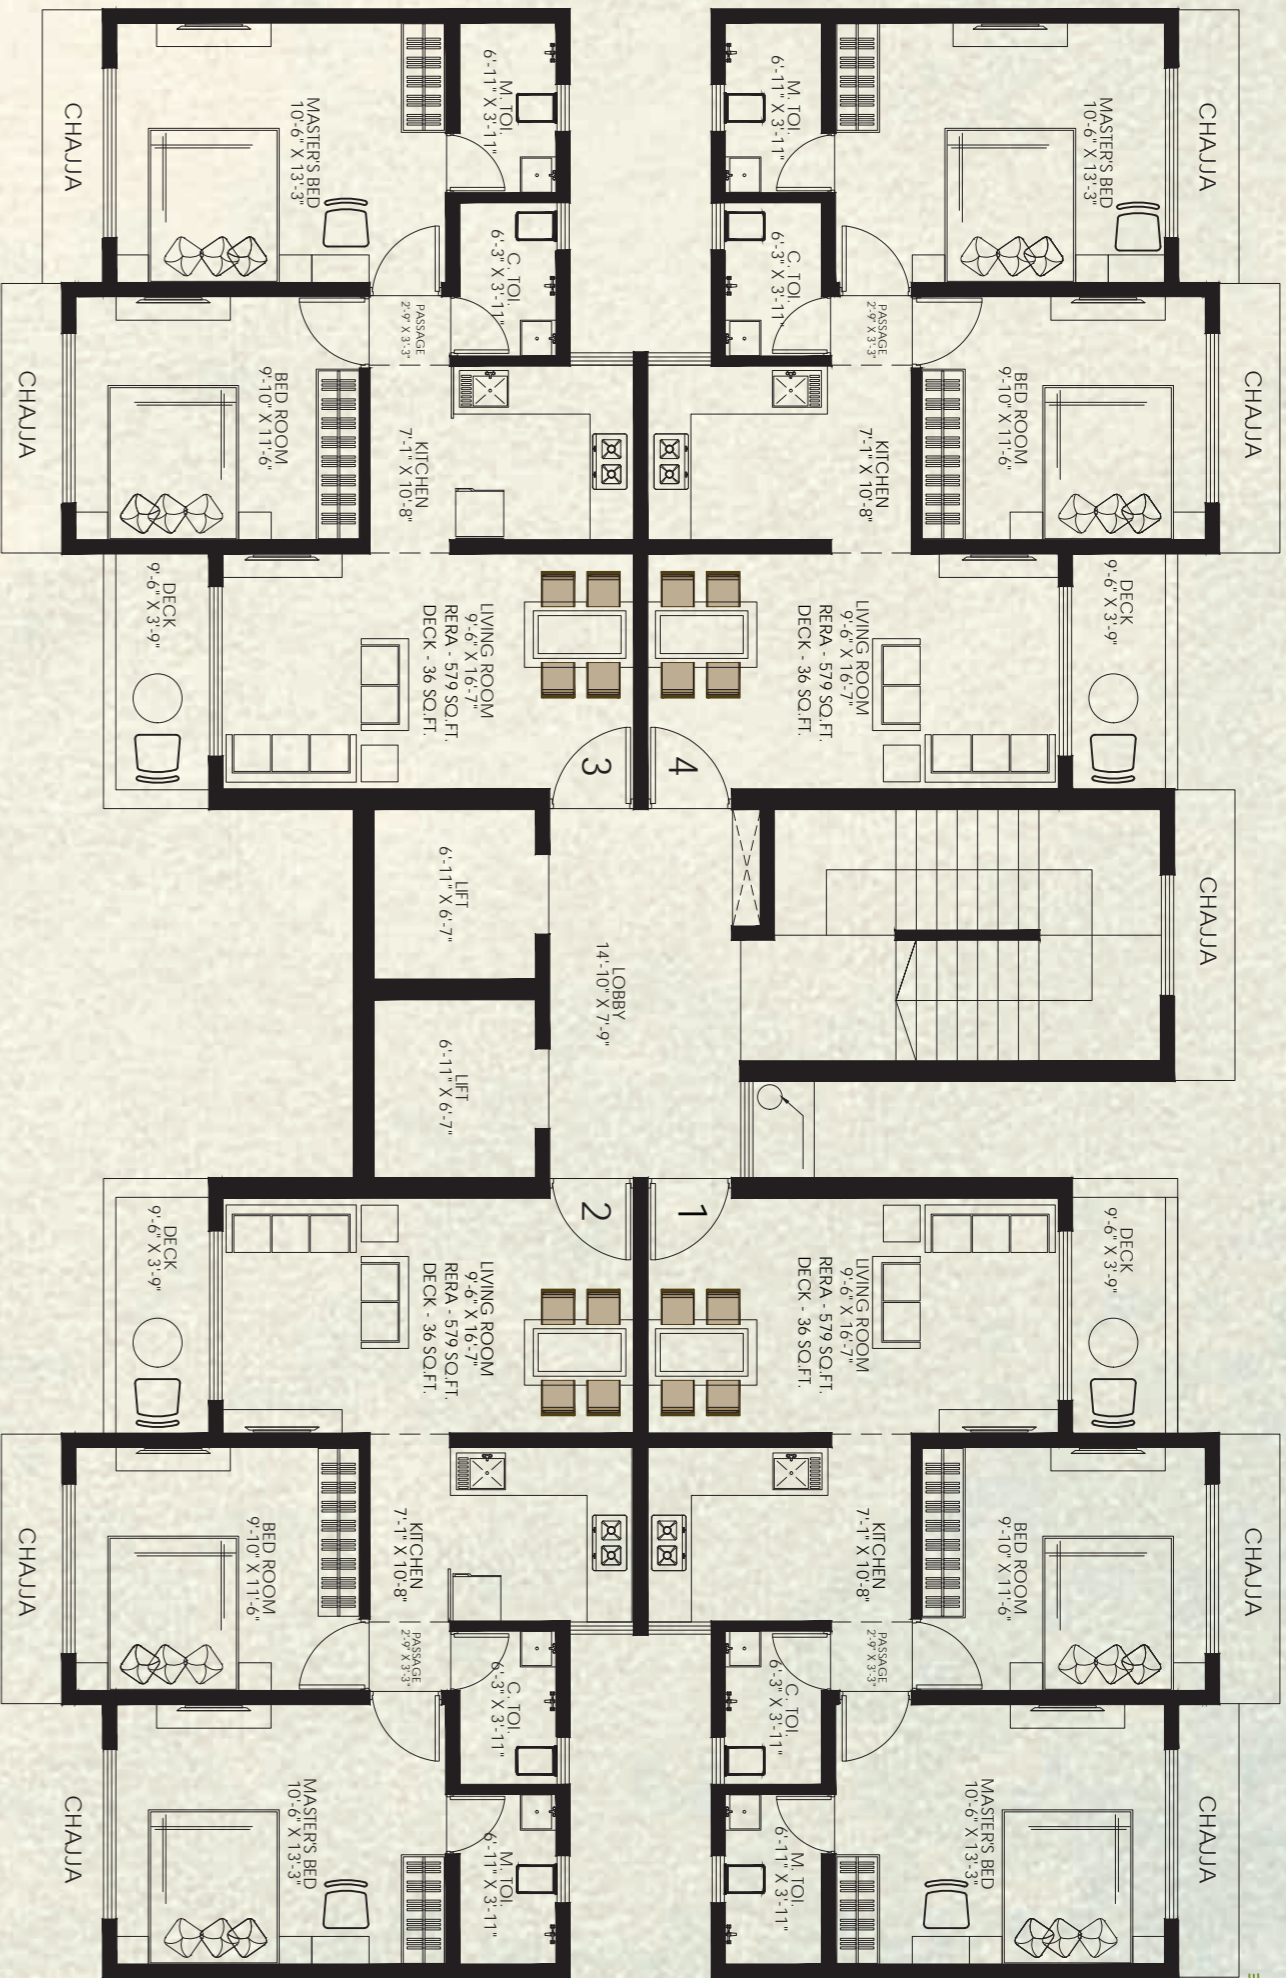 CHAJJA
CHAJJA
CHAJJA
CHAJJA
CHAJJA
MASTER'S BED
10'-6" X 13'-3"
BED ROOM
9'-10" X 11'-6"
DECK
9'-6" X 3'-9"
DECK
9'-6" X 3'-9"
BED ROOM
9'-10" X 11'-6"
MASTER'S BED
10'-6" X 13'-3"
PASSAGE
2'-9" X 3'-3"
KITCHEN
7'-1" X 10'-8"
LIVING ROOM
9'-6" X 16'-7"
RERA - 579 SQ.FT.
DECK - 36 SQ.FT.
LIVING ROOM
9'-6" X 16'-7"
RERA - 579 SQ.FT.
DECK - 36 SQ.FT.
KITCHEN
7'-1" X 10'-8"
PASSAGE
2'-9" X 3'-3"
M. TOI.
6'-11" X 3'-11"
C. TOI.
6'-3" X 3'-11"
4
1
C. TOI.
6'-3" X 3'-11"
M. TOI.
6'-11" X 3'-11"
LOBBY
14'-10" X 7'-9"
M. TOI.
6'-11" X 3'-11"
C. TOI.
6'-3" X 3'-11"
3
2
C. TOI.
6'-3" X 3'-11"
M. TOI.
6'-11" X 3'-11"
PASSAGE
2'-9" X 3'-3"
KITCHEN
7'-1" X 10'-8"
LIVING ROOM
9'-6" X 16'-7"
RERA - 579 SQ.FT.
DECK - 36 SQ.FT.
LIFT
6'-11" X 6'-7"
LIFT
6'-11" X 6'-7"
LIVING ROOM
9'-6" X 16'-7"
RERA - 579 SQ.FT.
DECK - 36 SQ.FT.
KITCHEN
7'-1" X 10'-8"
PASSAGE
2'-9" X 3'-3"
MASTER'S BED
10'-6" X 13'-3"
BED ROOM
9'-10" X 11'-6"
DECK
9'-6" X 3'-9"
DECK
9'-6" X 3'-9"
BED ROOM
9'-10" X 11'-6"
MASTER'S BED
10'-6" X 13'-3"
CHAJJA
CHAJJA
CHAJJA
CHAJJA